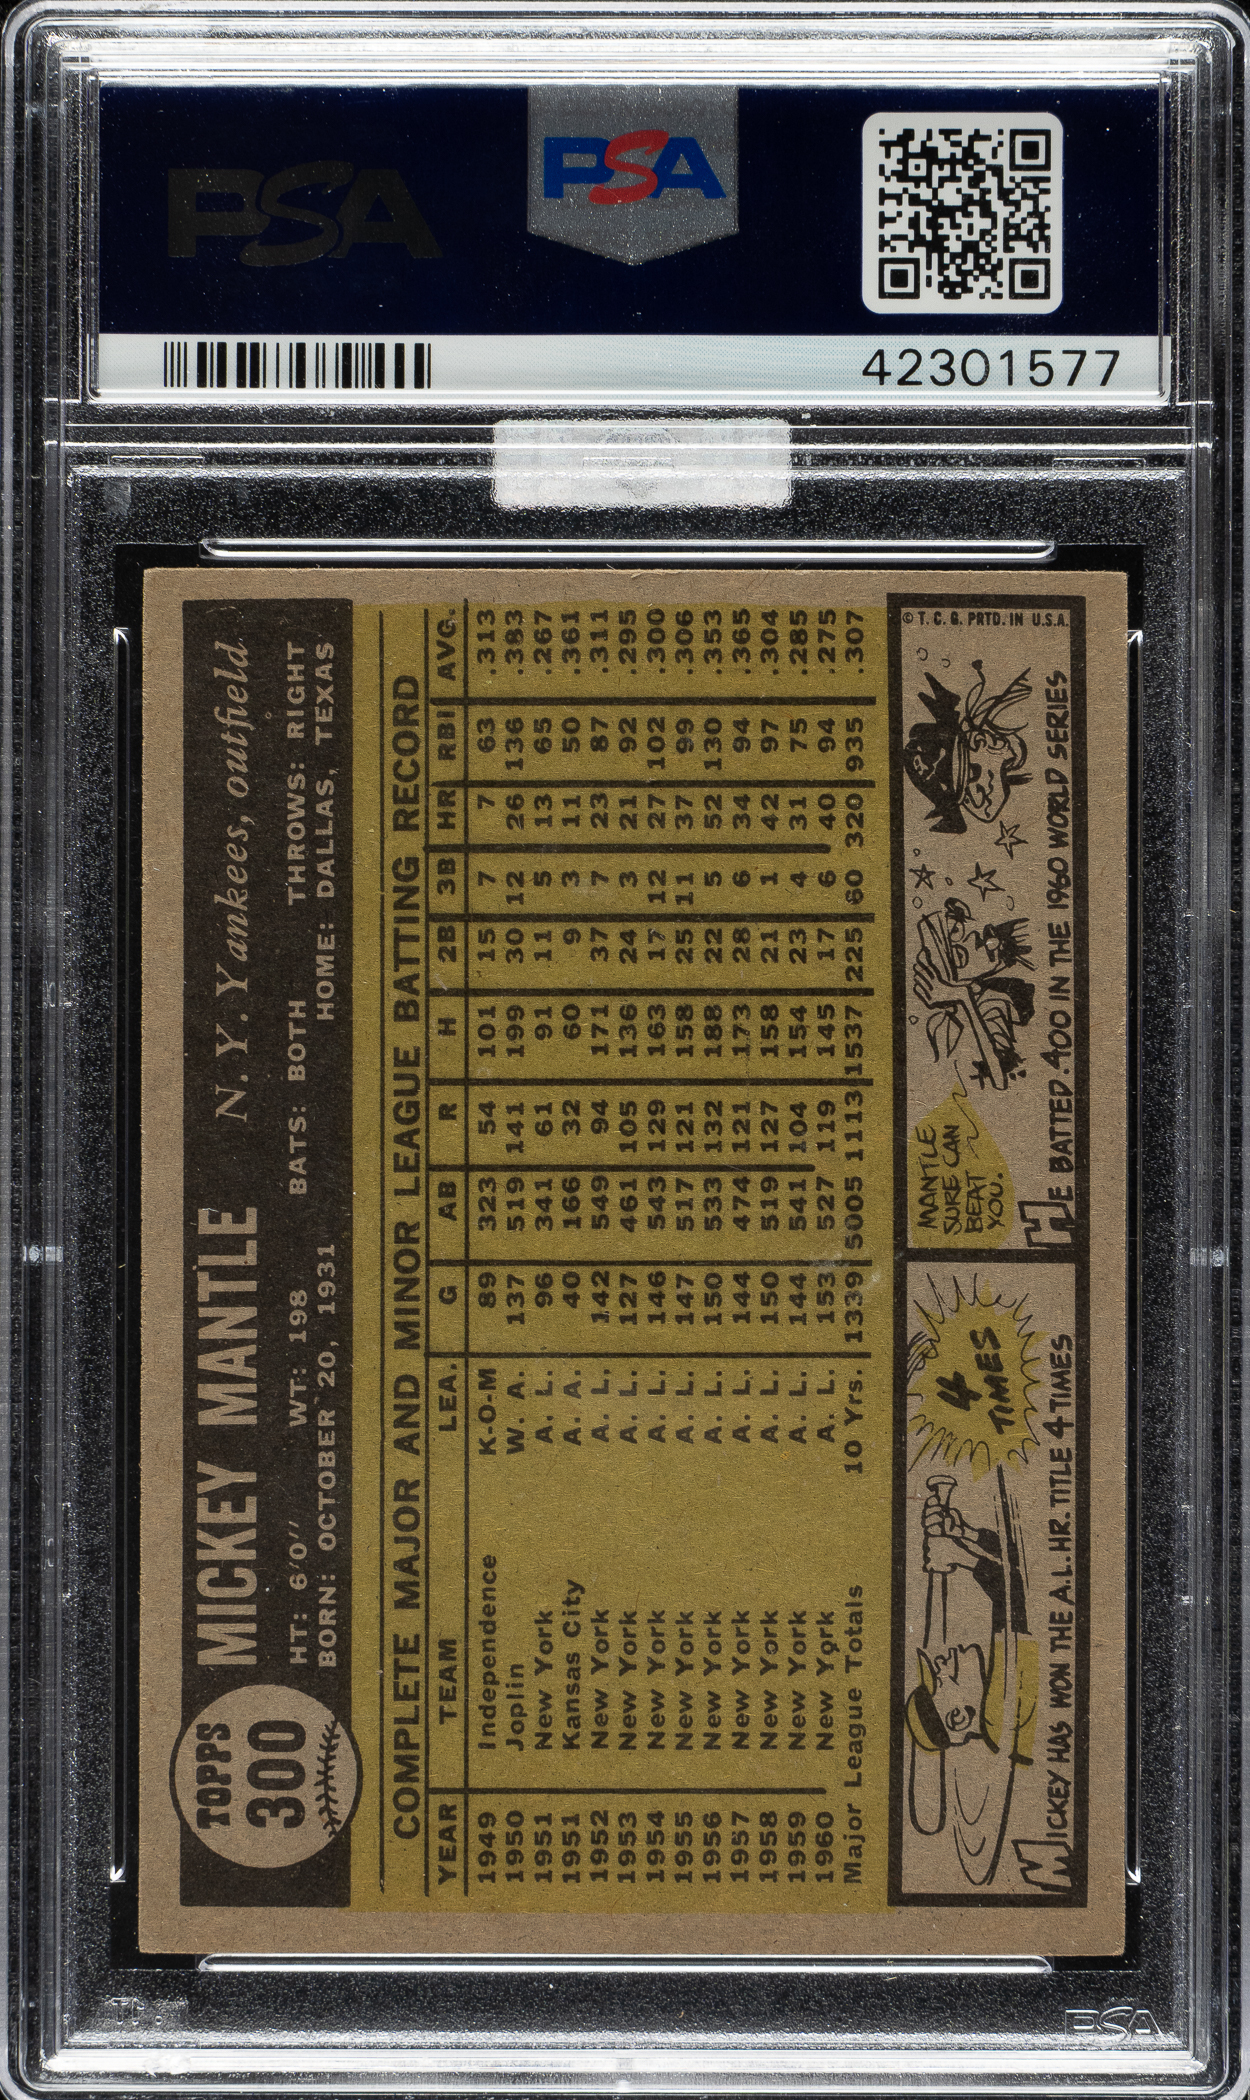 PSA
PSA
42301577
TOPPS
300
MICKEY MANTLE N. Y. Yankees, outfield
HT: 6'0" WT: 198 BATS: BOTH THROWS: RIGHT
BORN: OCTOBER 20, 1931 HOME: DALLAS, TEXAS
COMPLETE MAJOR AND MINOR LEAGUE BATTING RECORD
YEAR TEAM LEA. G AB R H 2B 3B HR RBI AVG.
1949 Independence K-O-M 89 323 54 101 15 7 7 63 .313
1950 Joplin W. A. 137 519 141 199 30 12 26 136 .383
1951 New York A. L. 96 341 61 91 11 5 13 65 .267
1951 Kansas City A. A. 40 166 32 60 9 3 11 50 .361
1952 New York A. L. 142 549 94 171 37 7 23 87 .311
1953 New York A. L. 127 461 105 136 24 3 21 92 .295
1954 New York A. L. 146 543 129 163 17 12 27 102 .300
1955 New York A. L. 147 517 121 158 25 11 37 99 .306
1956 New York A. L. 150 533 132 188 22 5 52 130 .353
1957 New York A. L. 144 474 121 173 28 6 34 94 .365
1958 New York A. L. 150 519 127 158 21 1 42 97 .304
1959 New York A. L. 144 541 104 154 23 4 31 75 .285
1960 New York A. L. 153 527 119 145 17 6 40 94 .275
Major League Totals 10 Yrs. 1339 5005 1113 1537 225 60 320 935 .307
4
TIMES
MICKEY HAS WON THE A.L. HR. TITLE 4 TIMES
MANTLE
SURE CAN
BEAT
YOU.
HE BATTED .400 IN THE 1960 WORLD SERIES
© T. C. G. PRTD. IN U.S.A.
PSA